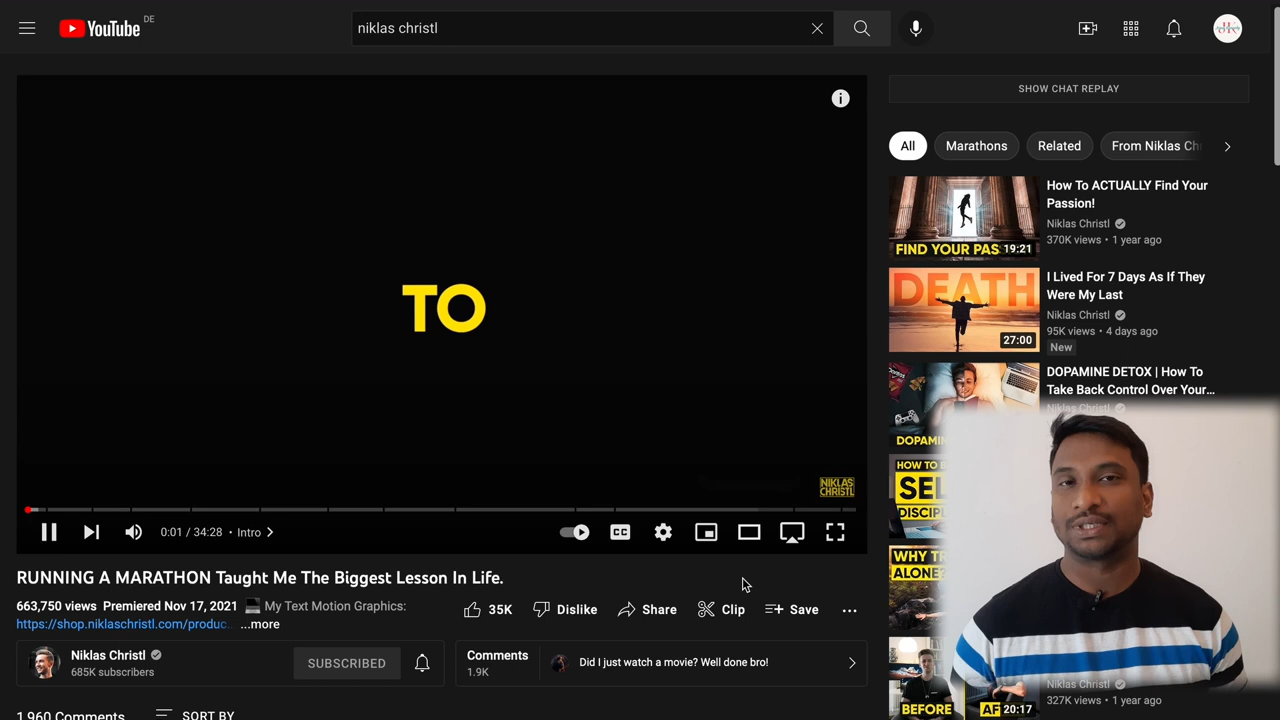 YouTube
DE
niklas christl
TO
i
NIKLAS
CHRISTL
0:01 / 34:28 • Intro
CC
RUNNING A MARATHON Taught Me The Biggest Lesson In Life.
663,750 views Premiered Nov 17, 2021 My Text Motion Graphics:
https://shop.niklaschristl.com/produc... ...more
35K
Dislike
Share
Clip
Save
Niklas Christl
685K subscribers
SUBSCRIBED
Comments
1.9K
Did I just watch a movie? Well done bro!
1,960 Comments
SORT BY
SHOW CHAT REPLAY
All
Marathons
Related
From Niklas Ch
FIND YOUR PAS
19:21
How To ACTUALLY Find Your
Passion!
Niklas Christl
370K views • 1 year ago
DEATH
27:00
I Lived For 7 Days As If They
Were My Last
Niklas Christl
95K views • 4 days ago
New
DOPAMIN
DOPAMINE DETOX | How To
Take Back Control Over Your...
Niklas Christl
HOW TO B
SEL
DISCIP
WHY TR
ALONE?
BEFORE
AF
20:17
Niklas Christl
327K views • 1 year ago